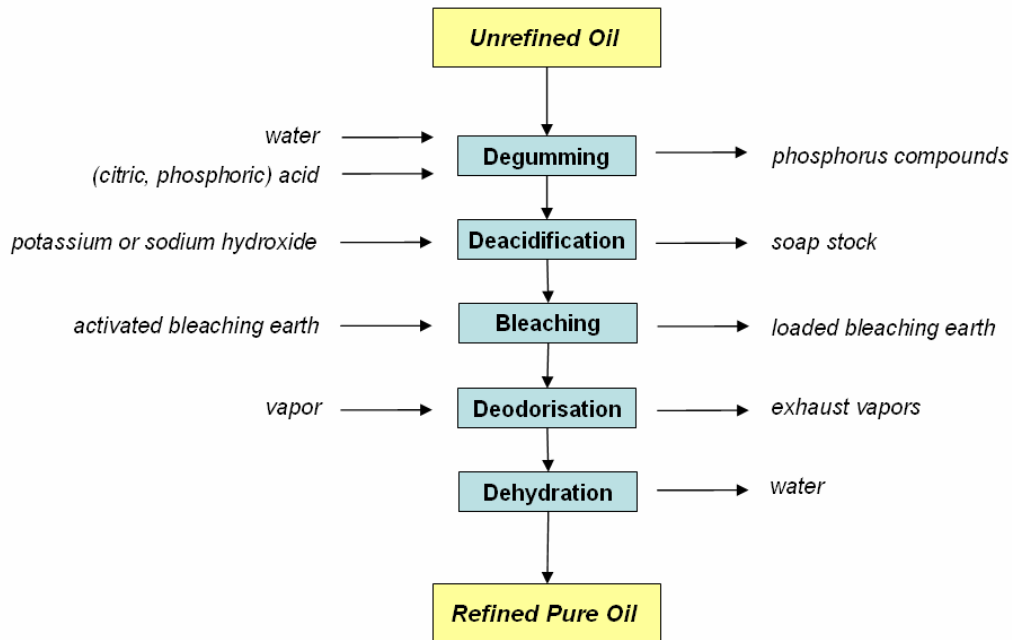 Unrefined Oil
water
(citric, phosphoric) acid
Degumming
phosphorus compounds
potassium or sodium hydroxide
Deacidification
soap stock
activated bleaching earth
Bleaching
loaded bleaching earth
vapor
Deodorisation
exhaust vapors
Dehydration
water
Refined Pure Oil